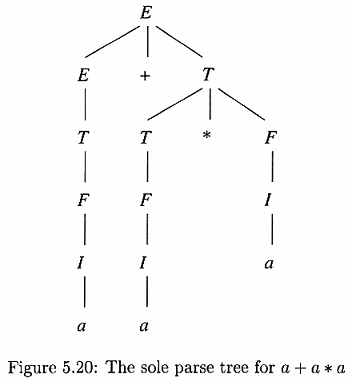 E
E + T
T T * F
F F I
I I a
a a
Figure 5.20: The sole parse tree for a + a * a